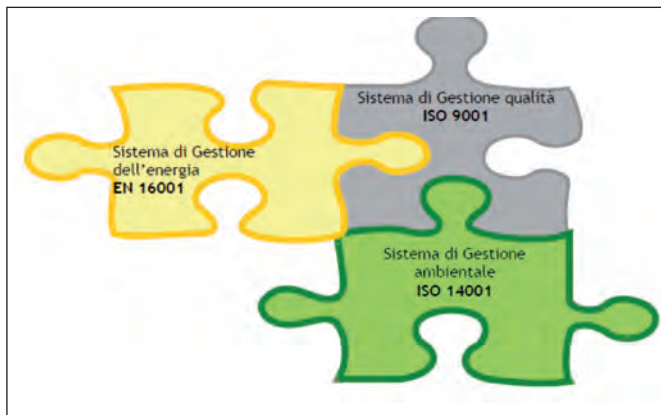 Sistema di Gestione qualità
ISO 9001
Sistema di Gestione
dell'energia
EN 16001
Sistema di Gestione
ambientale
ISO 14001